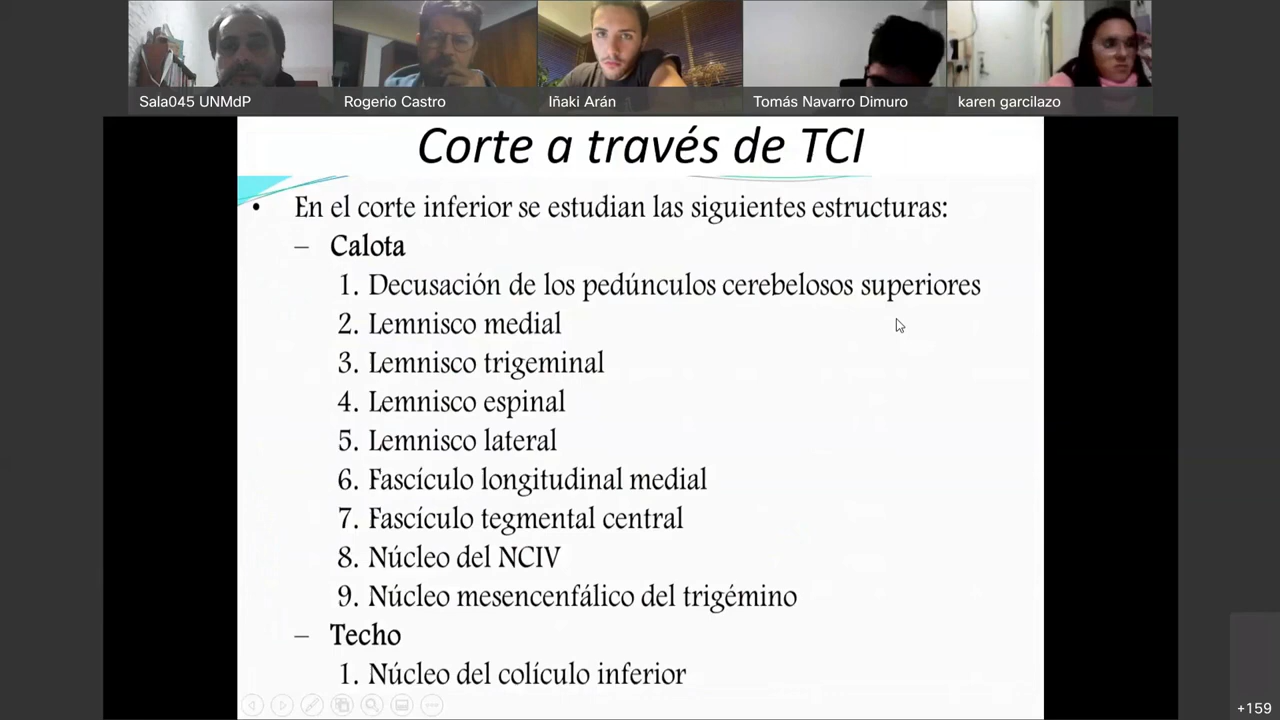 Sala045 UNMdP
Rogerio Castro
Iñaki Arán
Tomás Navarro Dimuro
karen garcilazo
Corte a través de TCI
• En el corte inferior se estudian las siguientes estructuras:
– Calota
1. Decusación de los pedúnculos cerebelosos superiores
2. Lemnisco medial
3. Lemnisco trigeminal
4. Lemnisco espinal
5. Lemnisco lateral
6. Fascículo longitudinal medial
7. Fascículo tegmental central
8. Núcleo del NCIV
9. Núcleo mesencenfálico del trigémino
– Techo
1. Núcleo del colículo inferior
+159